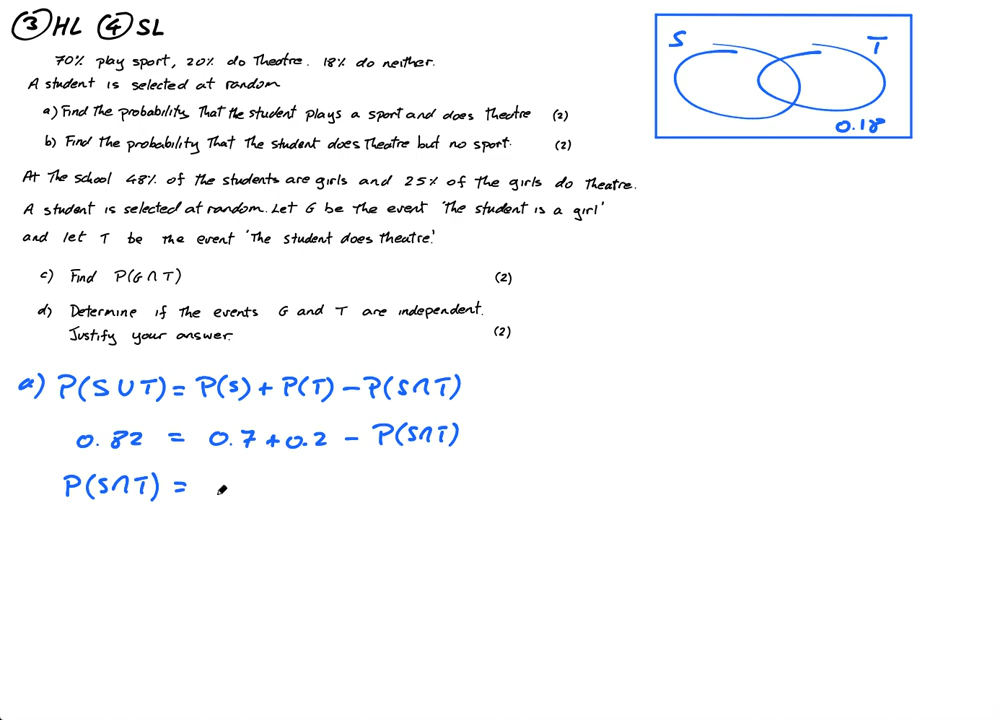 ③HL ④SL
70% play sport, 20% do Theatre. 18% do neither.
A student is selected at random
a) Find the probability that the student plays a sport and does theatre (2)
b) Find the probability that the student does theatre but no sport. (2)
At the school 48% of the students are girls and 25% of the girls do theatre.
A student is selected at random. Let G be the event 'The student is a girl'
and let T be the event 'The student does theatre.'
c) Find P(G∩T) (2)
d) Determine if the events G and T are independent.
Justify your answer. (2)
S T
0.18
a) P(S∪T) = P(S) + P(T) − P(S∩T)
0.82 = 0.7 + 0.2 − P(S∩T)
P(S∩T) =